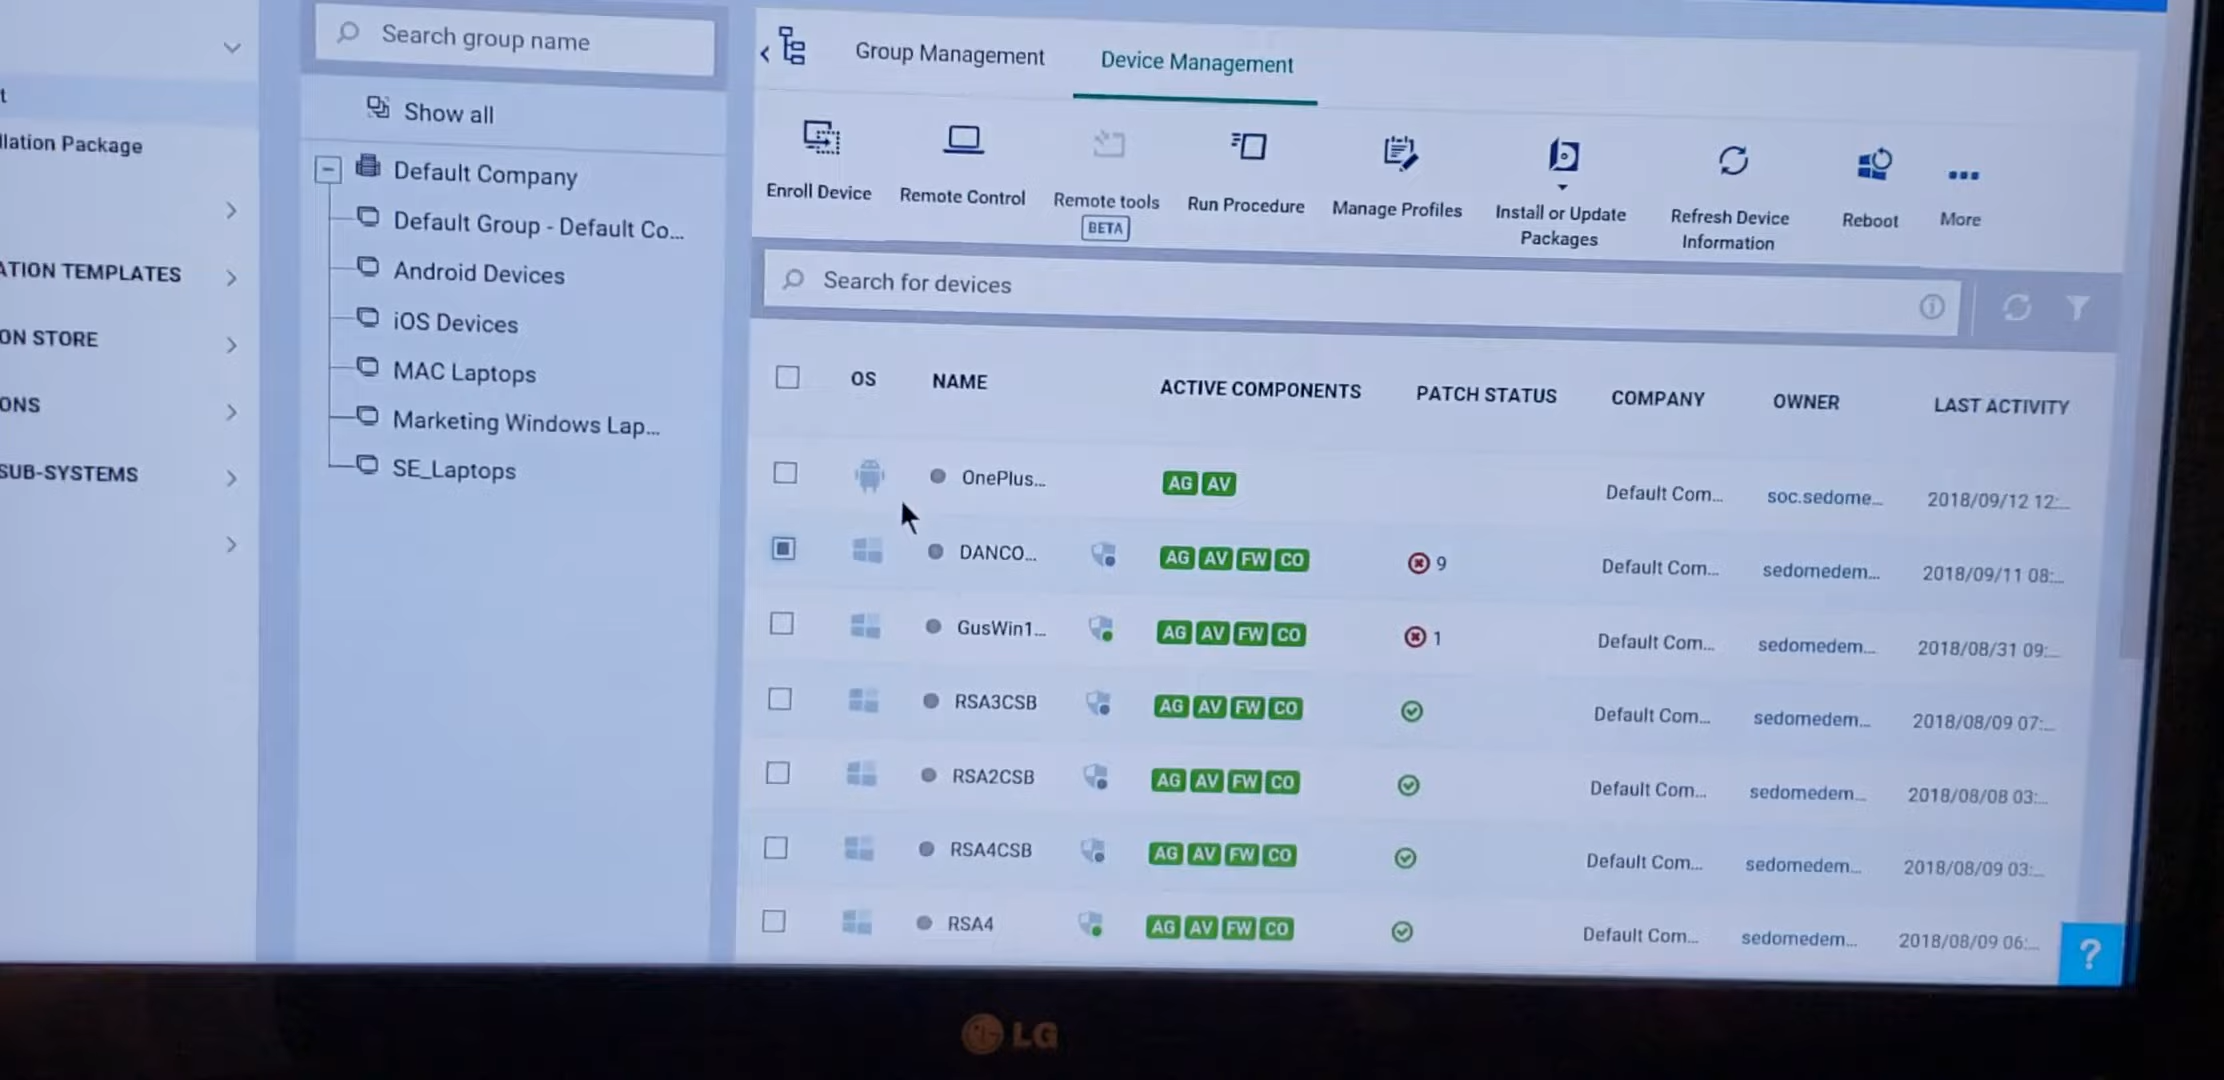 Search group name
Show all
Default Company
Default Group - Default Co...
Android Devices
iOS Devices
MAC Laptops
Marketing Windows Lap...
SE_Laptops
t
llation Package
ATION TEMPLATES
ON STORE
ONS
SUB-SYSTEMS
Group Management Device Management
Enroll Device Remote Control Remote tools BETA Run Procedure Manage Profiles Install or Update Packages Refresh Device Information Reboot More
Search for devices
OS NAME ACTIVE COMPONENTS PATCH STATUS COMPANY OWNER LAST ACTIVITY
OnePlus... AG AV Default Com... soc.sedome... 2018/09/12 12:...
DANCO... AG AV FW CO 9 Default Com... sedomedem... 2018/09/11 08:...
GusWin1... AG AV FW CO 1 Default Com... sedomedem... 2018/08/31 09:...
RSA3CSB AG AV FW CO Default Com... sedomedem... 2018/08/09 07:...
RSA2CSB AG AV FW CO Default Com... sedomedem... 2018/08/08 03:...
RSA4CSB AG AV FW CO Default Com... sedomedem... 2018/08/09 03:...
RSA4 AG AV FW CO Default Com... sedomedem... 2018/08/09 06:...
?
LG